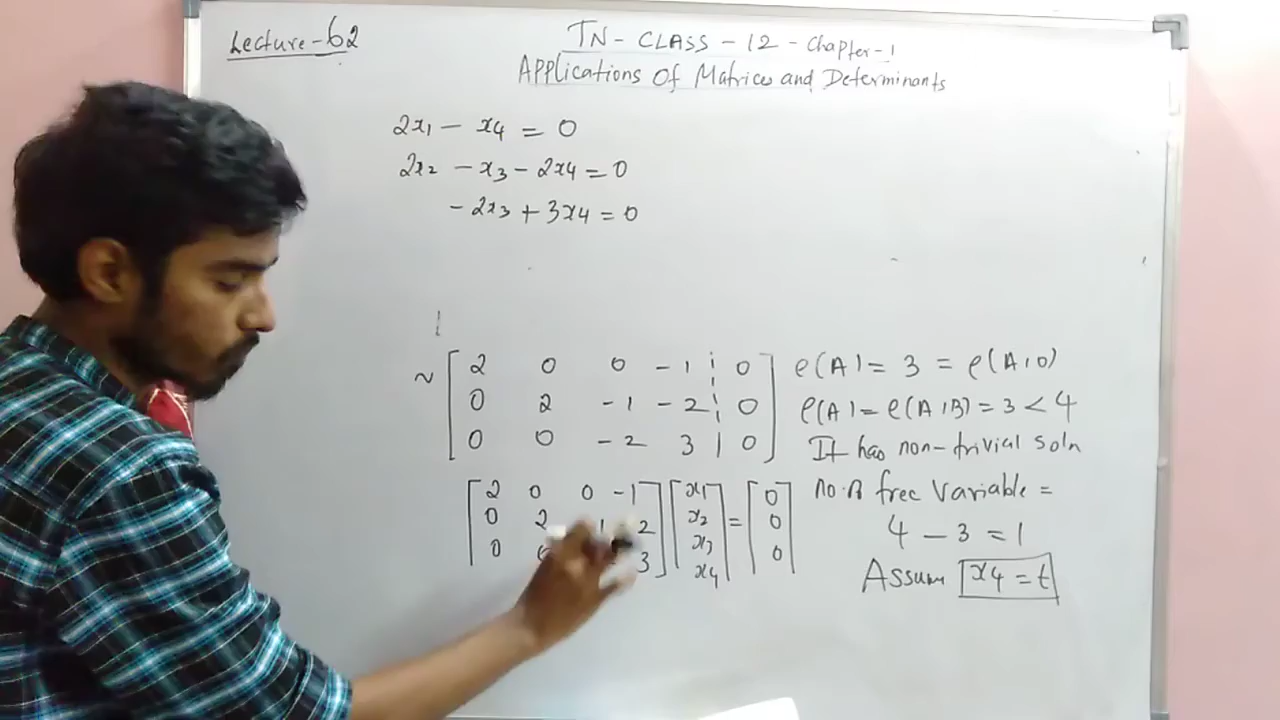 Lecture-62
TN- CLASS - 12 - Chapter-1
Applications Of Matrices and Determinants
2x1 - x4 = 0
2x2 - x3 - 2x4 = 0
- 2x3 + 3x4 = 0
~ [ 2 0 0 -1 | 0 ]
0 2 -1 -2 | 0
0 0 -2 3 | 0
ρ(A) = 3 = ρ(A|0)
ρ(A) = ρ(A|B) = 3 < 4
It has non-trivial soln
no.of free variable =
4 - 3 = 1
Assum x4 = t
[ 2 0 0 -1 ] [ x1 ] = [ 0 ]
0 2 1 2 x2 0
0 3 x3 0
x4